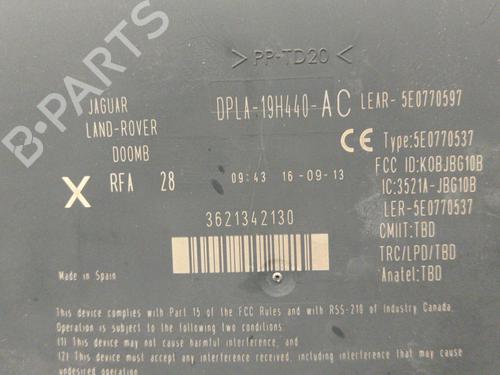 B-PARTS
>PP-TD20<
JAGUAR
LAND-ROVER
D00MB
DPLA-19H440-AC
LEAR-5E0770597
CE Type:5E0770537
FCC ID:KOBJBG10B
IC:3521A-JBG10B
LER-5E0770537
CMIIT:TBD
TRC/LPD/TBD
Anatel:TBD
X RFA 28
09:43 16-09-13
3621342130
Made in Spain
This device complies with Part 15 of the FCC Rules and with RSS-210 of Industry Canada.
Operation is subject to the following two conditions:
(1) This device may not cause harmful interference, and
(2) This device must accept any interference received, including interference that may
cause undesired operation.